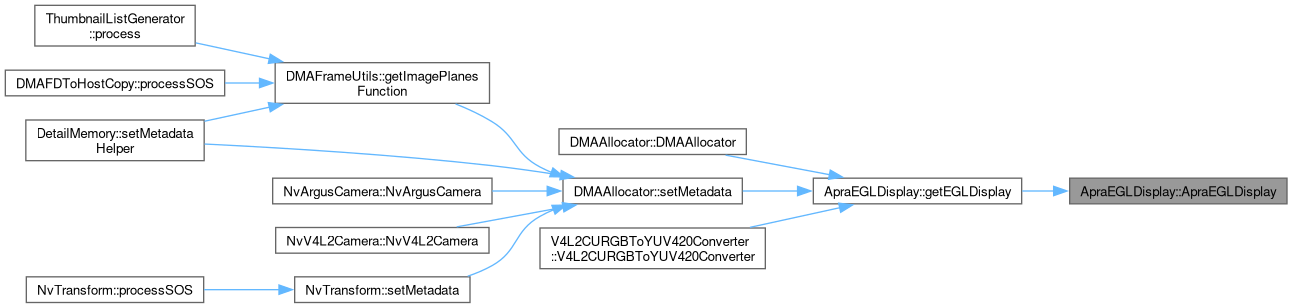 ThumbnailListGenerator
::process
DMAFDToHostCopy::processSOS
DetailMemory::setMetadata
Helper
DMAFrameUtils::getImagePlanes
Function
NvArgusCamera::NvArgusCamera
NvV4L2Camera::NvV4L2Camera
NvTransform::processSOS
NvTransform::setMetadata
DMAAllocator::DMAAllocator
DMAAllocator::setMetadata
V4L2CURGBToYUV420Converter
::V4L2CURGBToYUV420Converter
ApraEGLDisplay::getEGLDisplay
ApraEGLDisplay::ApraEGLDisplay